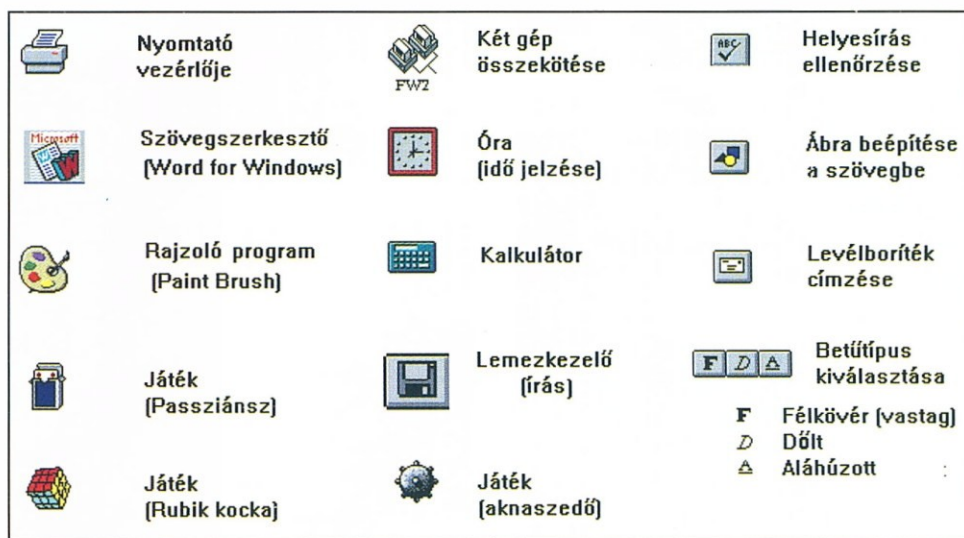 Nyomtató
vezérlője
Microsoft
Szövegszerkesztő
(Word for Windows)
Rajzoló program
(Paint Brush)
Játék
(Passziánsz)
Játék
(Rubik kocka)
FW2
Két gép
összekötése
Óra
(idő jelzése)
Kalkulátor
Lemezkezelő
(írás)
Játék
(aknaszedő)
ABC
Helyesírás
ellenőrzése
Ábra beépítése
a szövegbe
Levélboríték
címzése
F D A
Betűtípus
kiválasztása
F Félkövér (vastag)
D Dőlt
A Aláhúzott